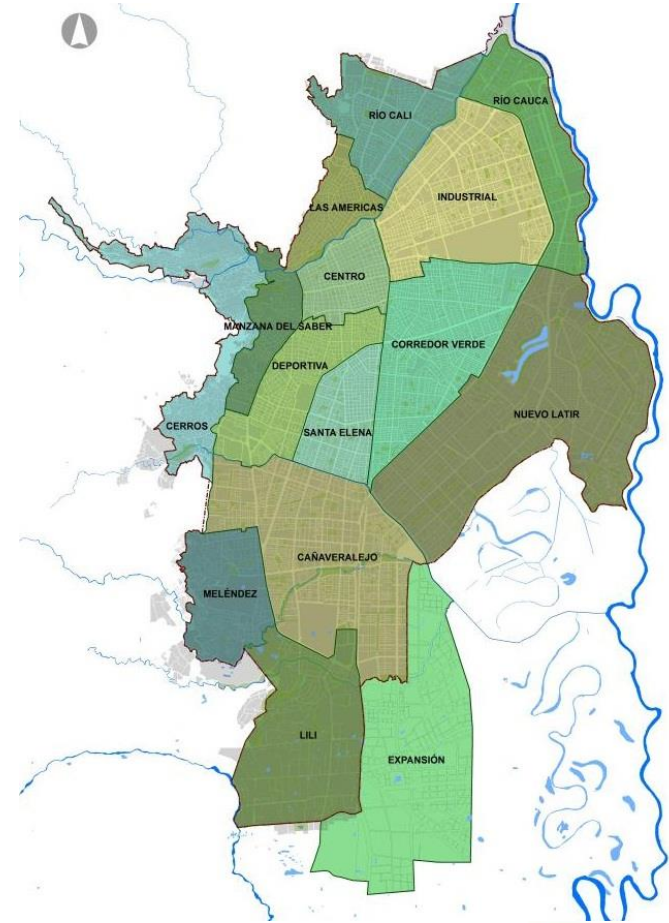 RÍO CAUCA
RÍO CALI
INDUSTRIAL
LAS AMERICAS
CENTRO
MANZANA DEL SABER
CORREDOR VERDE
DEPORTIVA
NUEVO LATIR
CERROS
SANTA ELENA
CAÑAVERALEJO
MELÉNDEZ
LILI
EXPANSIÓN